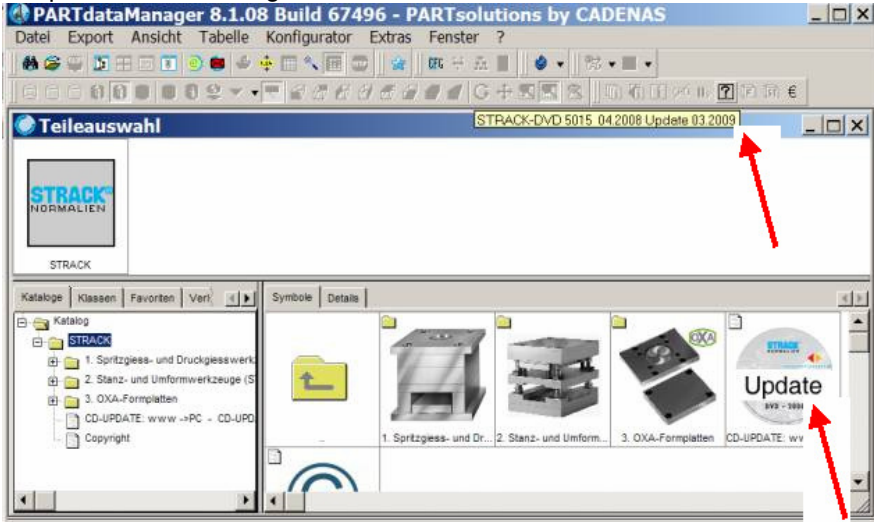 PARTdataManager 8.1.08 Build 67496 - PARTsolutions by CADENAS
Datei Export Ansicht Tabelle Konfigurator Extras Fenster ?
CFG
? €
STRACK-DVD 5015 04.2008 Update 03.2009
Teileauswahl
STRACK
NORMALIEN
STRACK
Kataloge Klassen Favoriten Verl
Symbole Details
Katalog
STRACK
1. Spritzgiess- und Druckgiesswerk
2. Stanz- und Umformwerkzeuge (S
3. OXA-Formplatten
CD-UPDATE: www ->PC - CD-UPD
Copyright
OXA
STRACK
Update
..
1. Spritzgiess- und Dr...
2. Stanz- und Umform...
3. OXA-Formplatten
CD-UPDATE: ww